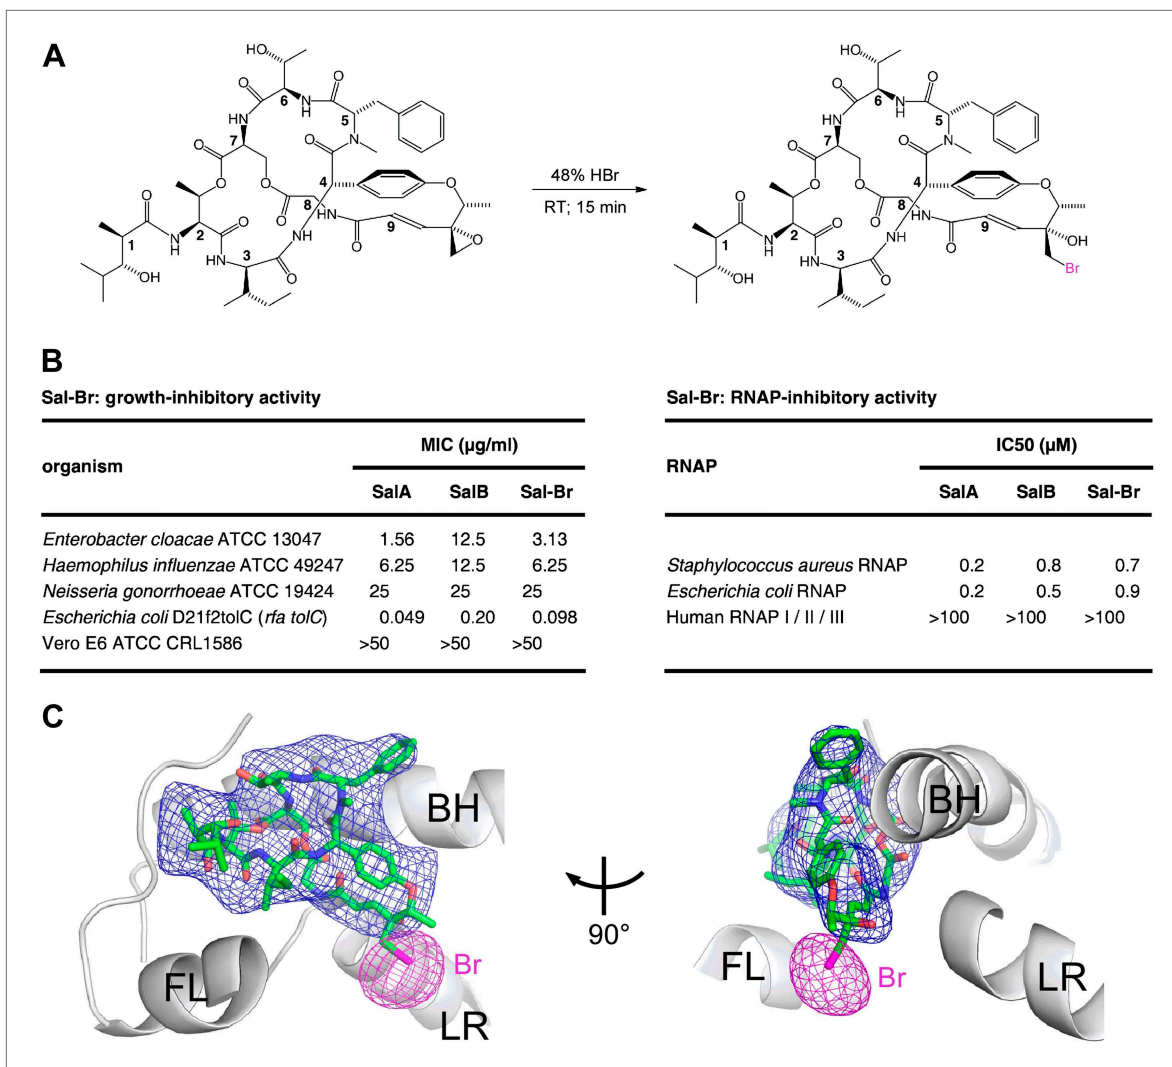 A
HO
O
6
N
H
O
5
HN
7
O
N
O
O
O
4
O
O
O
8
NH
O
9
O
O
N
H
2
O
HN
3
NH
O
1
OH
48% HBr
RT; 15 min
HO
O
6
N
H
O
5
NH
7
O
N
O
O
O
4
O
O
O
8
NH
O
9
OH
Br
O
N
H
2
O
HN
3
NH
O
1
OH
B
Sal-Br: growth-inhibitory activity
organism MIC (µg/ml)
SalA SalB Sal-Br
Enterobacter cloacae ATCC 13047 1.56 12.5 3.13
Haemophilus influenzae ATCC 49247 6.25 12.5 6.25
Neisseria gonorrhoeae ATCC 19424 25 25 25
Escherichia coli D21f2tolC (rfa tolC) 0.049 0.20 0.098
Vero E6 ATCC CRL1586 >50 >50 >50
Sal-Br: RNAP-inhibitory activity
RNAP IC50 (µM)
SalA SalB Sal-Br
Staphylococcus aureus RNAP 0.2 0.8 0.7
Escherichia coli RNAP 0.2 0.5 0.9
Human RNAP I / II / III >100 >100 >100
C
BH
FL
Br
LR
90°
BH
FL
Br
LR